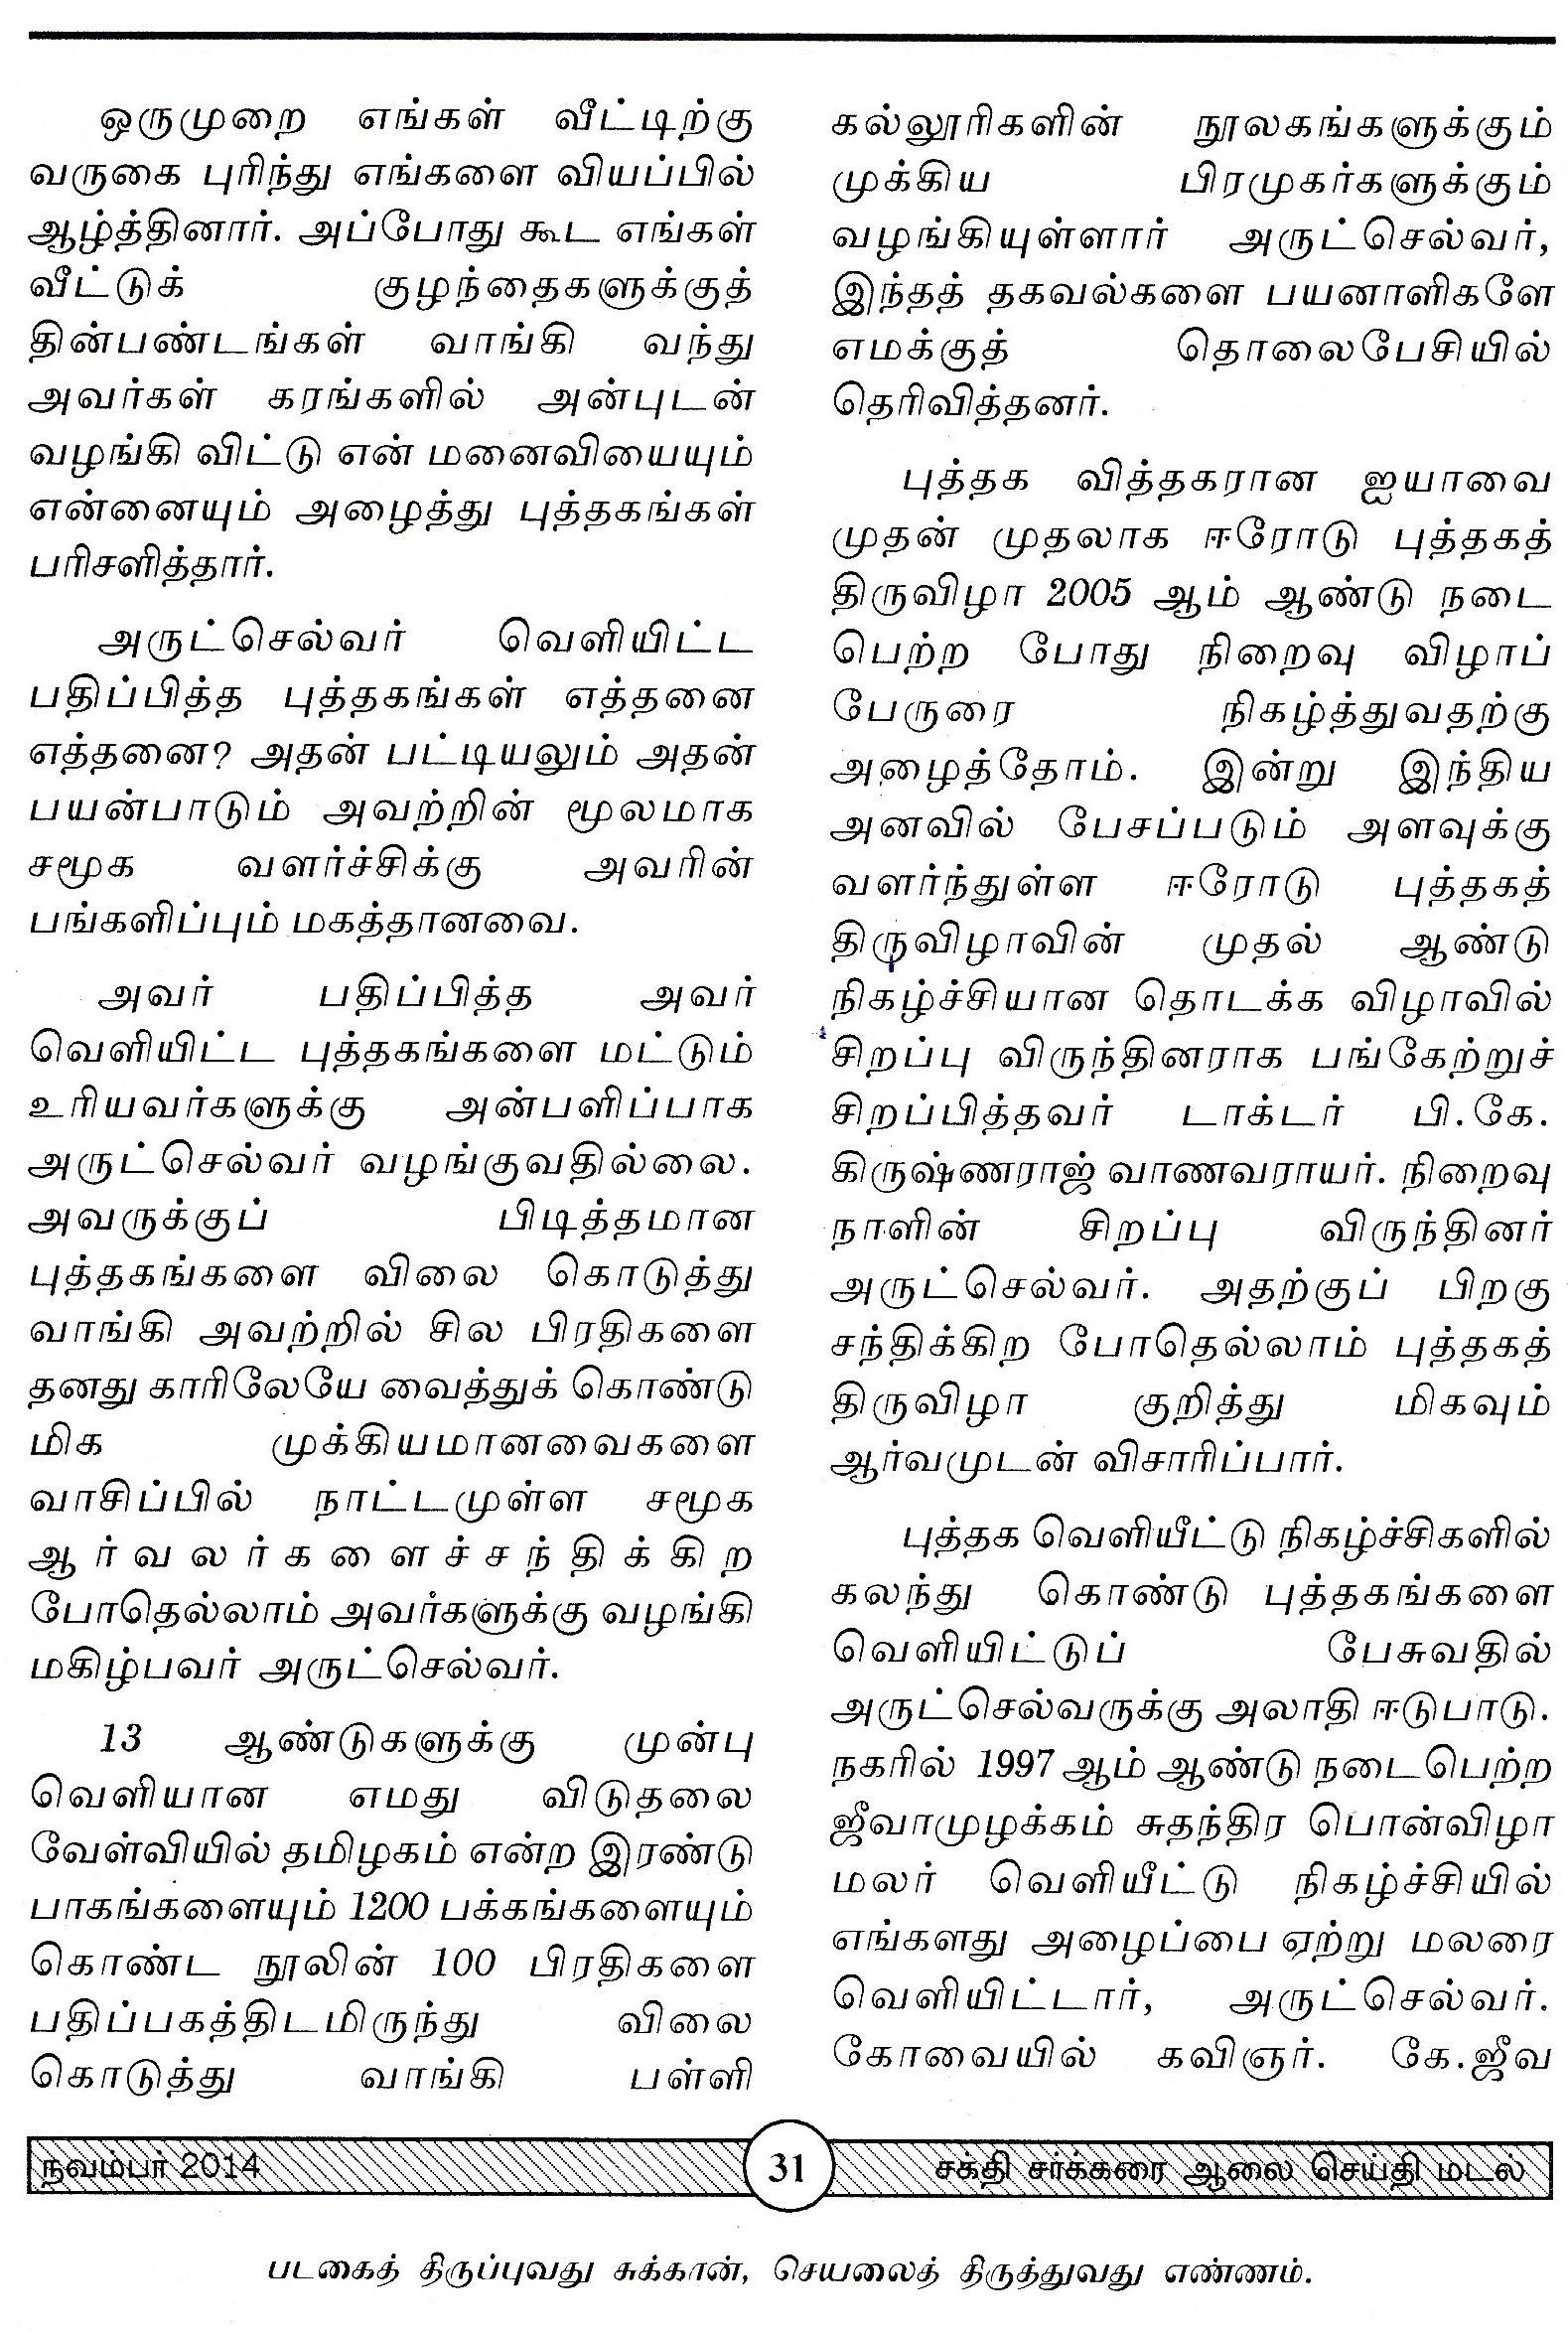 ஒருமுறை எங்கள் வீட்டிற்கு
வருகை புரிந்து எங்களை வியப்பில்
ஆழ்த்தினார். அப்போது கூட எங்கள்
வீட்டுக் குழந்தைகளுக்குத்
தின்பண்டங்கள் வாங்கி வந்து
அவர்கள் கரங்களில் அன்புடன்
வழங்கி விட்டு என் மனைவியையும்
என்னையும் அழைத்து புத்தகங்கள்
பரிசளித்தார்.
அருட்செல்வர் வெளியிட்ட
பதிப்பித்த புத்தகங்கள் எத்தனை
எத்தனை? அதன் பட்டியலும் அதன்
பயன்பாடும் அவற்றின் மூலமாக
சமூக வளர்ச்சிக்கு அவரின்
பங்களிப்பும் மகத்தானவை.
அவர் பதிப்பித்த அவர்
வெளியிட்ட புத்தகங்களை மட்டும்
உரியவர்களுக்கு அன்பளிப்பாக
அருட்செல்வர் வழங்குவதில்லை.
அவருக்குப் பிடித்தமான
புத்தகங்களை விலை கொடுத்து
வாங்கி அவற்றில் சில பிரதிகளை
தனது காரிலேயே வைத்துக் கொண்டு
மிக முக்கியமானவைகளை
வாசிப்பில் நாட்டமுள்ள சமூக
ஆர்வலர்களைச்சந்திக்கிற
போதெல்லாம் அவர்களுக்கு வழங்கி
மகிழ்பவர் அருட்செல்வர்.
13 ஆண்டுகளுக்கு முன்பு
வெளியான எமது விடுதலை
வேள்வியில் தமிழகம் என்ற இரண்டு
பாகங்களையும் 1200 பக்கங்களையும்
கொண்ட நூலின் 100 பிரதிகளை
பதிப்பகத்திடமிருந்து விலை
கொடுத்து வாங்கி பள்ளி
கல்லூரிகளின் நூலகங்களுக்கும்
முக்கிய பிரமுகர்களுக்கும்
வழங்கியுள்ளார் அருட்செல்வர்,
இந்தத் தகவல்களை பயனாளிகளே
எமக்குத் தொலைபேசியில்
தெரிவித்தனர்.
புத்தக வித்தகரான ஐயாவை
முதன் முதலாக ஈரோடு புத்தகத்
திருவிழா 2005 ஆம் ஆண்டு நடை
பெற்ற போது நிறைவு விழாப்
பேருரை நிகழ்த்துவதற்கு
அழைத்தோம். இன்று இந்திய
அனவில் பேசப்படும் அளவுக்கு
வளர்ந்துள்ள ஈரோடு புத்தகத்
திருவிழாவின் முதல் ஆண்டு
நிகழ்ச்சியான தொடக்க விழாவில்
சிறப்பு விருந்தினராக பங்கேற்றுச்
சிறப்பித்தவர் டாக்டர் பி.கே.
கிருஷ்ணராஜ் வாணவராயர். நிறைவு
நாளின் சிறப்பு விருந்தினர்
அருட்செல்வர். அதற்குப் பிறகு
சந்திக்கிற போதெல்லாம் புத்தகத்
திருவிழா குறித்து மிகவும்
ஆர்வமுடன் விசாரிப்பார்.
புத்தக வெளியீட்டு நிகழ்ச்சிகளில்
கலந்து கொண்டு புத்தகங்களை
வெளியிட்டுப் பேசுவதில்
அருட்செல்வருக்கு அலாதி ஈடுபாடு.
நகரில் 1997 ஆம் ஆண்டு நடைபெற்ற
ஜீவாமுழக்கம் சுதந்திர பொன்விழா
மலர் வெளியீட்டு நிகழ்ச்சியில்
எங்களது அழைப்பை ஏற்று மலரை
வெளியிட்டார், அருட்செல்வர்.
கோவையில் கவிஞர். கே.ஜீவ
நவம்பர் 2014 31 சக்தி சர்க்கரை ஆலை செய்தி மடல்
படகைத் திருப்புவது சுக்கான், செயலைத் திருத்துவது எண்ணம்.